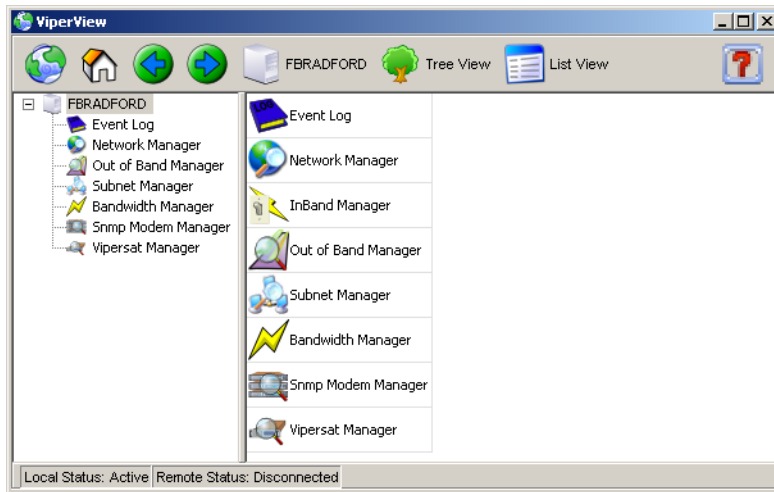 ViperView
FBRADFORD Tree View List View
FBRADFORD
Event Log
Network Manager
Out of Band Manager
Subnet Manager
Bandwidth Manager
Snmp Modem Manager
Vipersat Manager
LOG
Event Log
Network Manager
InBand Manager
Out of Band Manager
Subnet Manager
Bandwidth Manager
Snmp Modem Manager
Vipersat Manager
Local Status: Active Remote Status: Disconnected